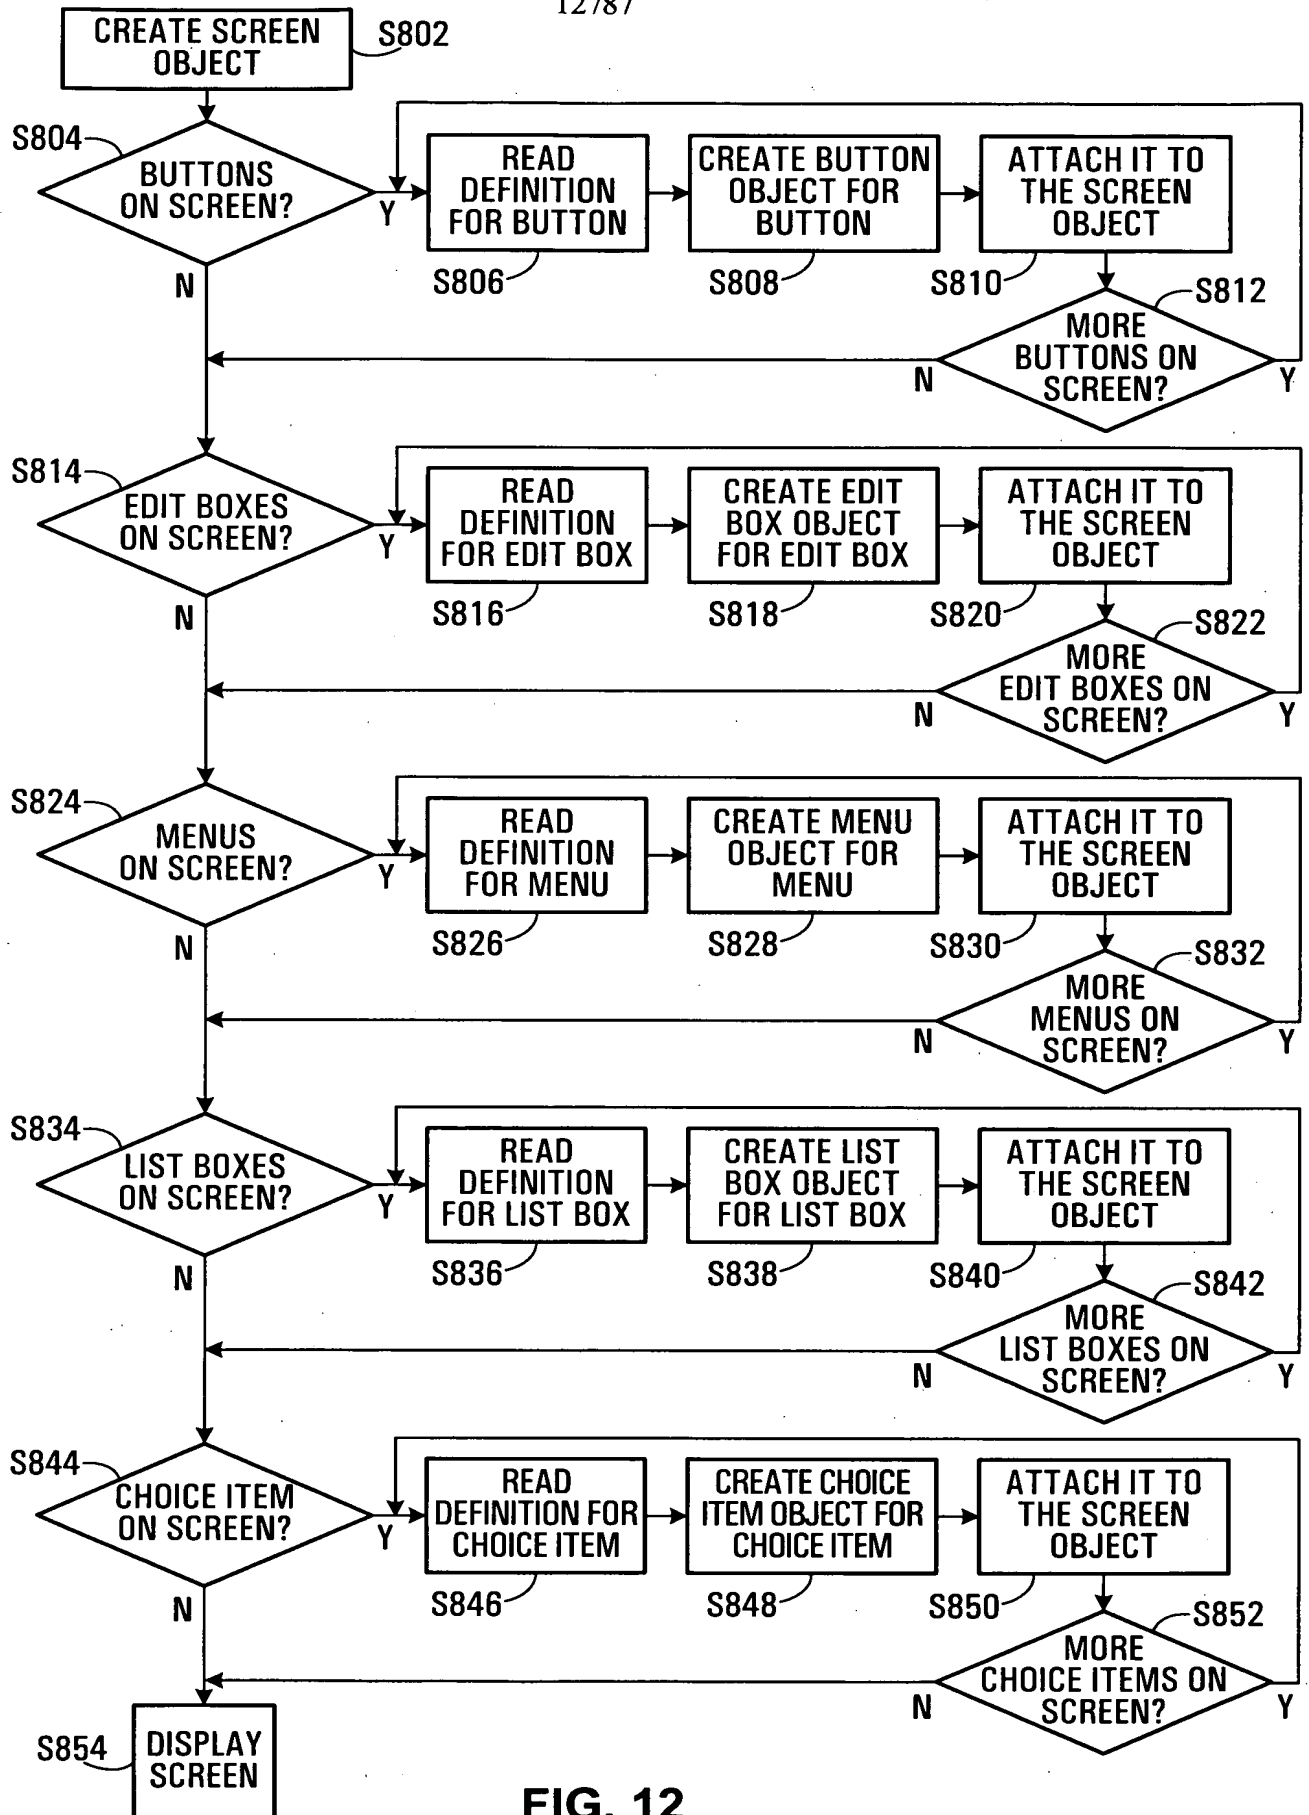 12/87
CREATE SCREEN
OBJECT
S802
S804
BUTTONS
ON SCREEN?
Y
N
READ
DEFINITION
FOR BUTTON
S806
CREATE BUTTON
OBJECT FOR
BUTTON
S808
ATTACH IT TO
THE SCREEN
OBJECT
S810
S812
MORE
BUTTONS ON
SCREEN?
N
Y
S814
EDIT BOXES
ON SCREEN?
Y
N
READ
DEFINITION
FOR EDIT BOX
S816
CREATE EDIT
BOX OBJECT
FOR EDIT BOX
S818
ATTACH IT TO
THE SCREEN
OBJECT
S820
S822
MORE
EDIT BOXES ON
SCREEN?
N
Y
S824
MENUS
ON SCREEN?
Y
N
READ
DEFINITION
FOR MENU
S826
CREATE MENU
OBJECT FOR
MENU
S828
ATTACH IT TO
THE SCREEN
OBJECT
S830
S832
MORE
MENUS ON
SCREEN?
N
Y
S834
LIST BOXES
ON SCREEN?
Y
N
READ
DEFINITION
FOR LIST BOX
S836
CREATE LIST
BOX OBJECT
FOR LIST BOX
S838
ATTACH IT TO
THE SCREEN
OBJECT
S840
S842
MORE
LIST BOXES ON
SCREEN?
N
Y
S844
CHOICE ITEM
ON SCREEN?
Y
N
READ
DEFINITION FOR
CHOICE ITEM
S846
CREATE CHOICE
ITEM OBJECT FOR
CHOICE ITEM
S848
ATTACH IT TO
THE SCREEN
OBJECT
S850
S852
MORE
CHOICE ITEMS ON
SCREEN?
N
Y
S854
DISPLAY
SCREEN
FIG. 12